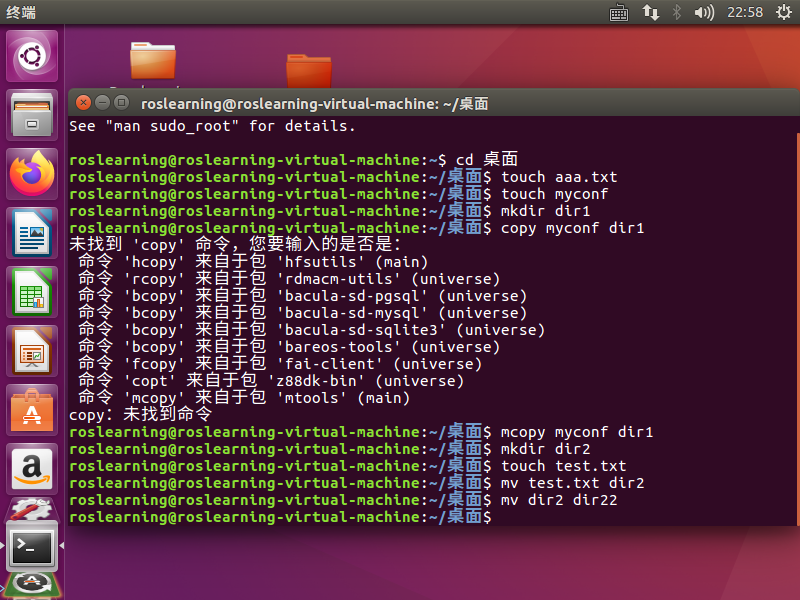 终端
22:58
roslearning@roslearning-virtual-machine: ~/桌面
See "man sudo_root" for details.
roslearning@roslearning-virtual-machine:~$ cd 桌面
roslearning@roslearning-virtual-machine:~/桌面$ touch aaa.txt
roslearning@roslearning-virtual-machine:~/桌面$ touch myconf
roslearning@roslearning-virtual-machine:~/桌面$ mkdir dir1
roslearning@roslearning-virtual-machine:~/桌面$ copy myconf dir1
未找到 'copy' 命令，您要输入的是否是：
命令 'hcopy' 来自于包 'hfsutils' (main)
命令 'rcopy' 来自于包 'rdmacm-utils' (universe)
命令 'bcopy' 来自于包 'bacula-sd-pgsql' (universe)
命令 'bcopy' 来自于包 'bacula-sd-mysql' (universe)
命令 'bcopy' 来自于包 'bacula-sd-sqlite3' (universe)
命令 'bcopy' 来自于包 'bareos-tools' (universe)
命令 'fcopy' 来自于包 'fai-client' (universe)
命令 'copt' 来自于包 'z88dk-bin' (universe)
命令 'mcopy' 来自于包 'mtools' (main)
copy：未找到命令
roslearning@roslearning-virtual-machine:~/桌面$ mcopy myconf dir1
roslearning@roslearning-virtual-machine:~/桌面$ mkdir dir2
roslearning@roslearning-virtual-machine:~/桌面$ touch test.txt
roslearning@roslearning-virtual-machine:~/桌面$ mv test.txt dir2
roslearning@roslearning-virtual-machine:~/桌面$ mv dir2 dir22
roslearning@roslearning-virtual-machine:~/桌面$